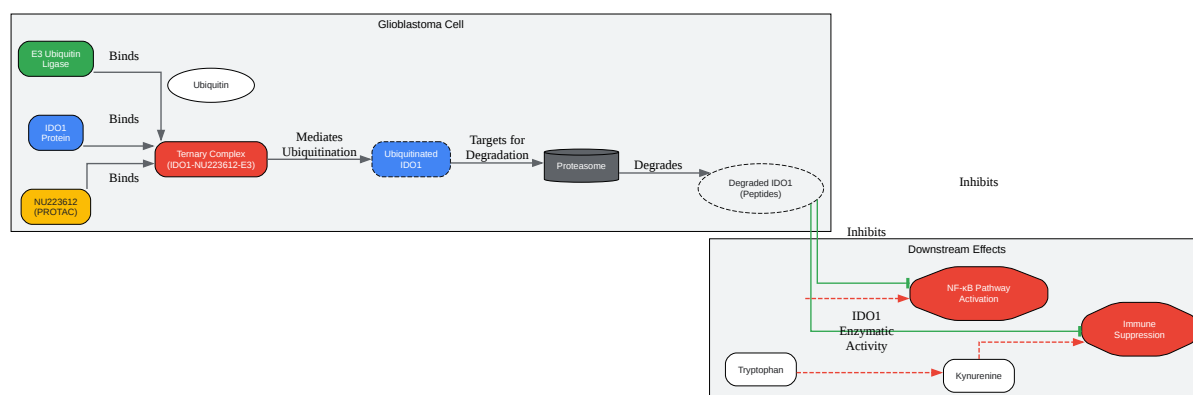 Glioblastoma Cell
E3 Ubiquitin
Ligase
Binds
Ubiquitin
IDO1
Protein
Binds
Ternary Complex
(IDO1-NU223612-E3)
Mediates
Ubiquitination
Ubiquitinated
IDO1
Targets for
Degradation
Proteasome
Degrades
Degraded IDO1
(Peptides)
NU223612
(PROTAC)
Binds
Inhibits
Inhibits
Downstream Effects
NF-κB Pathway
Activation
IDO1
Enzymatic
Activity
Immune
Suppression
Tryptophan
Kynurenine